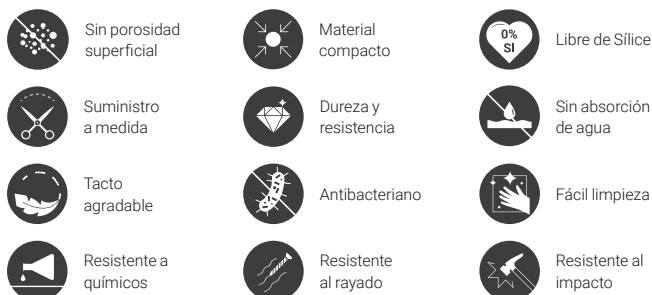 Sin porosidad
superficial
Material
compacto
0%
SI
Libre de Sílice
Suministro
a medida
Dureza y
resistencia
Sin absorción
de agua
Tacto
agradable
Antibacteriano
Fácil limpieza
Resistente a
químicos
Resistente
al rayado
Resistente al
impacto